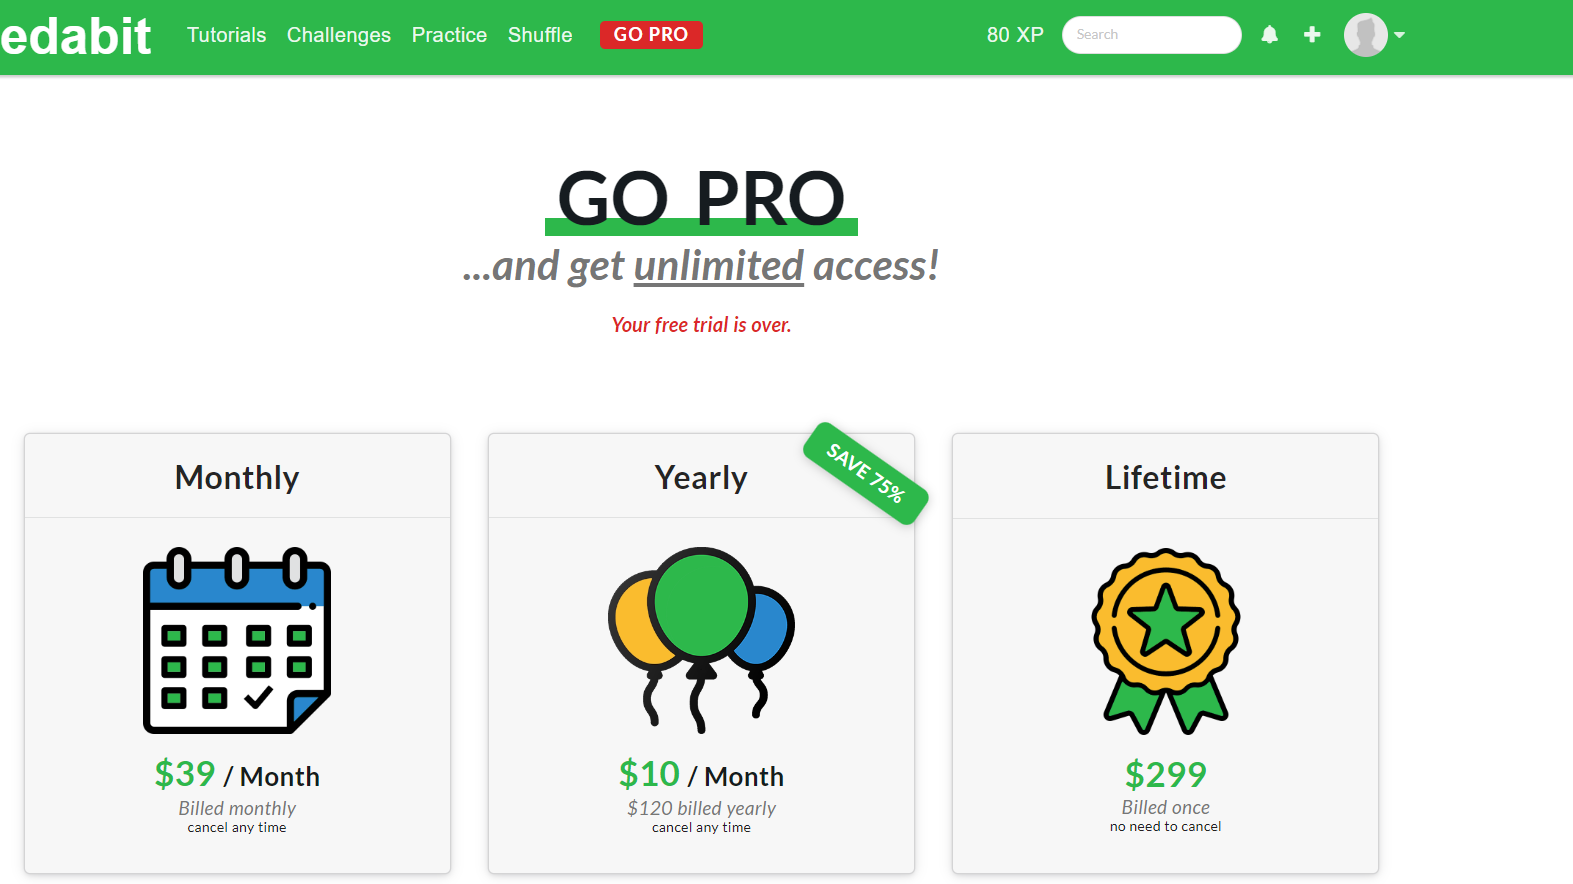 edabit Tutorials Challenges Practice Shuffle GO PRO 80 XP Search
GO PRO
...and get unlimited access!
Your free trial is over.
Monthly
$39 / Month
Billed monthly
cancel any time
Yearly
SAVE 75%
$10 / Month
$120 billed yearly
cancel any time
Lifetime
$299
Billed once
no need to cancel